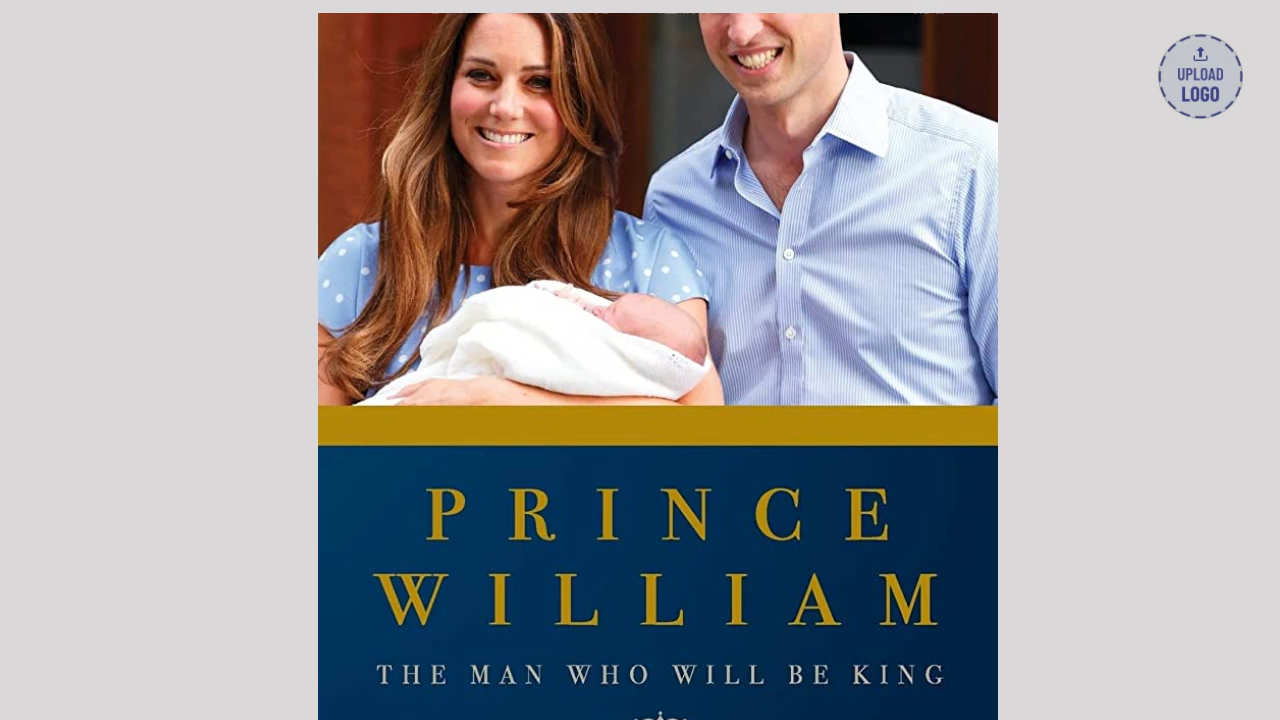 UPLOAD
LOGO
PRINCE
WILLIAM
THE MAN WHO WILL BE KING